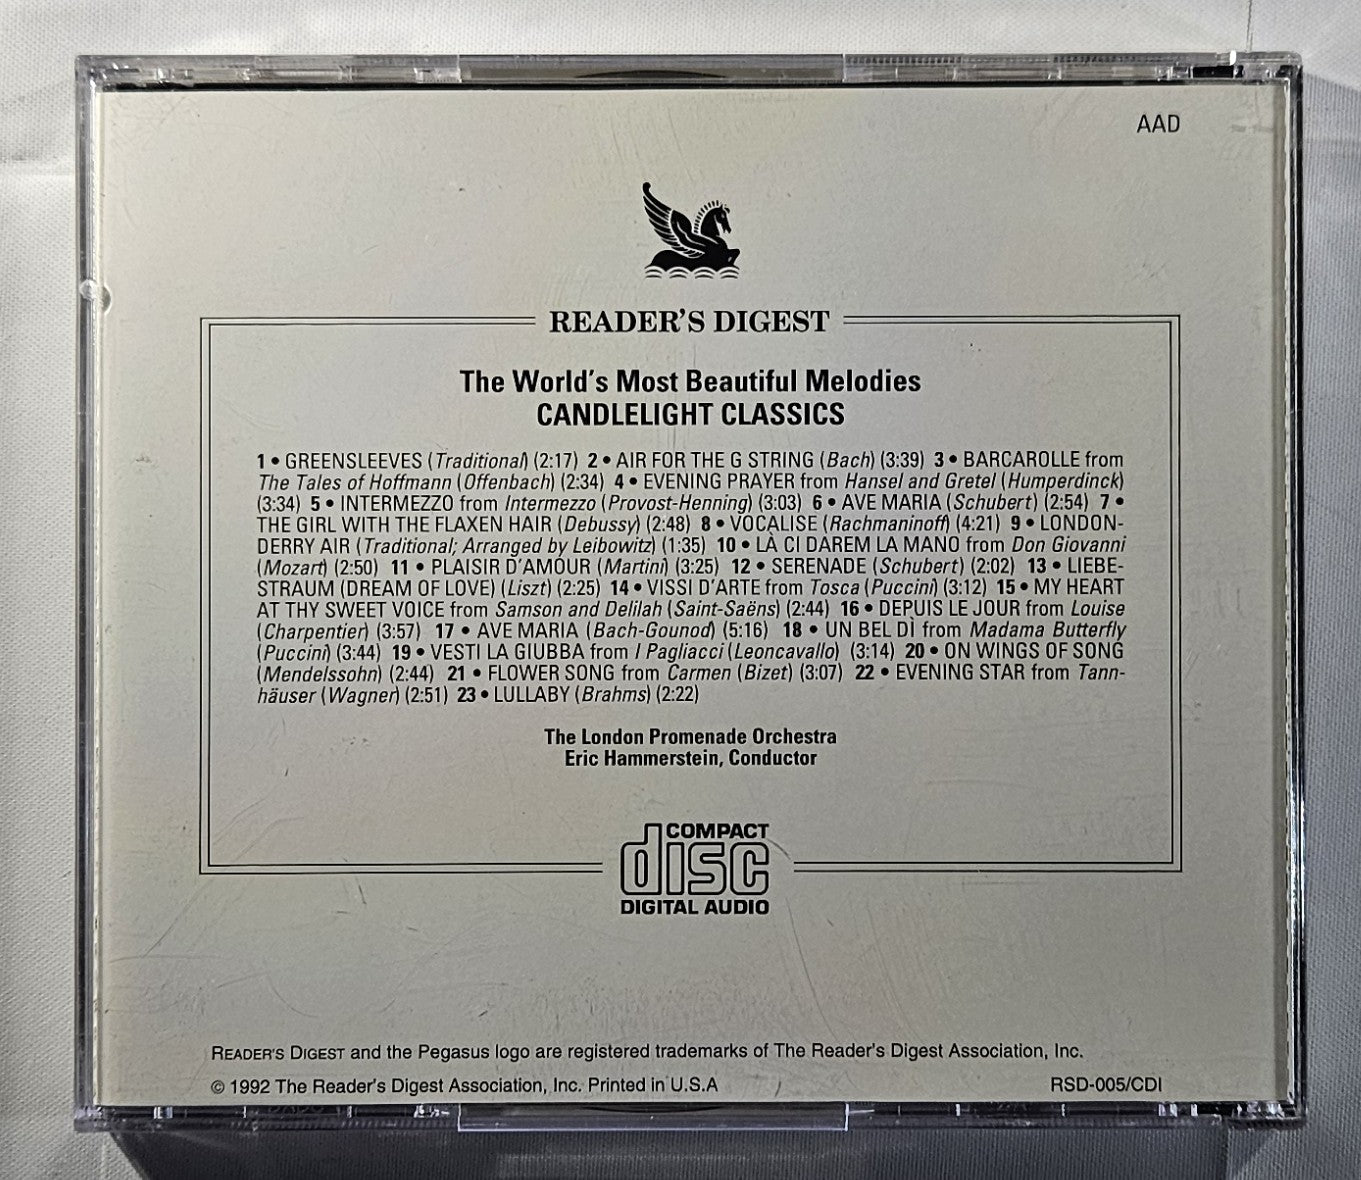 AAD
READER'S DIGEST
The World's Most Beautiful Melodies
CANDLELIGHT CLASSICS
1 • GREENSLEEVES (Traditional) (2:17) 2 • AIR FOR THE G STRING (Bach) (3:39) 3 • BARCAROLLE from
The Tales of Hoffmann (Offenbach) (2:34) 4 • EVENING PRAYER from Hansel and Gretel (Humperdinck)
(3:34) 5 • INTERMEZZO from Intermezzo (Provost-Henning) (3:03) 6 • AVE MARIA (Schubert) (2:54) 7 •
THE GIRL WITH THE FLAXEN HAIR (Debussy) (2:48) 8 • VOCALISE (Rachmaninoff) (4:21) 9 • LONDON-
DERRY AIR (Traditional; Arranged by Leibowitz) (1:35) 10 • LÀ CI DAREM LA MANO from Don Giovanni
(Mozart) (2:50) 11 • PLAISIR D'AMOUR (Martini) (3:25) 12 • SERENADE (Schubert) (2:02) 13 • LIEBE-
STRAUM (DREAM OF LOVE) (Liszt) (2:25) 14 • VISSI D'ARTE from Tosca (Puccini) (3:12) 15 • MY HEART
AT THY SWEET VOICE from Samson and Delilah (Saint-Saëns) (2:44) 16 • DEPUIS LE JOUR from Louise
(Charpentier) (3:57) 17 • AVE MARIA (Bach-Gounod) (5:16) 18 • UN BEL DÌ from Madama Butterfly
(Puccini) (3:44) 19 • VESTI LA GIUBBA from I Pagliacci (Leoncavallo) (3:14) 20 • ON WINGS OF SONG
(Mendelssohn) (2:44) 21 • FLOWER SONG from Carmen (Bizet) (3:07) 22 • EVENING STAR from Tann-
häuser (Wagner) (2:51) 23 • LULLABY (Brahms) (2:22)
The London Promenade Orchestra
Eric Hammerstein, Conductor
COMPACT
disc
DIGITAL AUDIO
READER'S DIGEST and the Pegasus logo are registered trademarks of The Reader's Digest Association, Inc.
© 1992 The Reader's Digest Association, Inc. Printed in U.S.A RSD-005/CDI